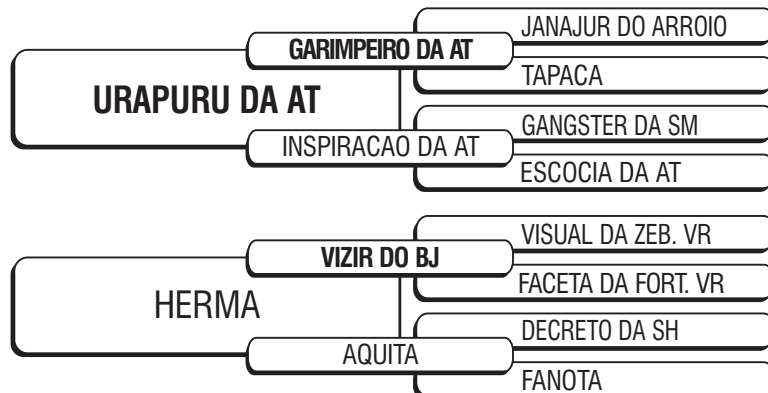 JANAJUR DO ARROIO
GARIMPEIRO DA AT
TAPACA
URAPURU DA AT
GANGSTER DA SM
INSPIRACAO DA AT
ESCOCIA DA AT
VISUAL DA ZEB. VR
VIZIR DO BJ
FACETA DA FORT. VR
HERMA
DECRETO DA SH
AQUITA
FANOTA